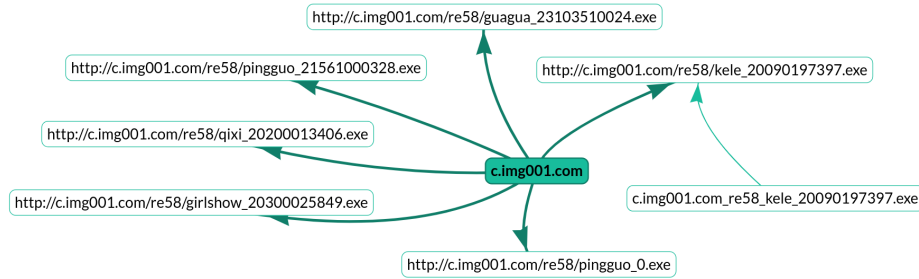 http://c.img001.com/re58/guagua_23103510024.exe
http://c.img001.com/re58/pingguo_21561000328.exe
http://c.img001.com/re58/kele_20090197397.exe
http://c.img001.com/re58/qixi_20200013406.exe
c.img001.com
http://c.img001.com/re58/girlshow_20300025849.exe
c.img001.com_re58_kele_20090197397.exe
http://c.img001.com/re58/pingguo_0.exe